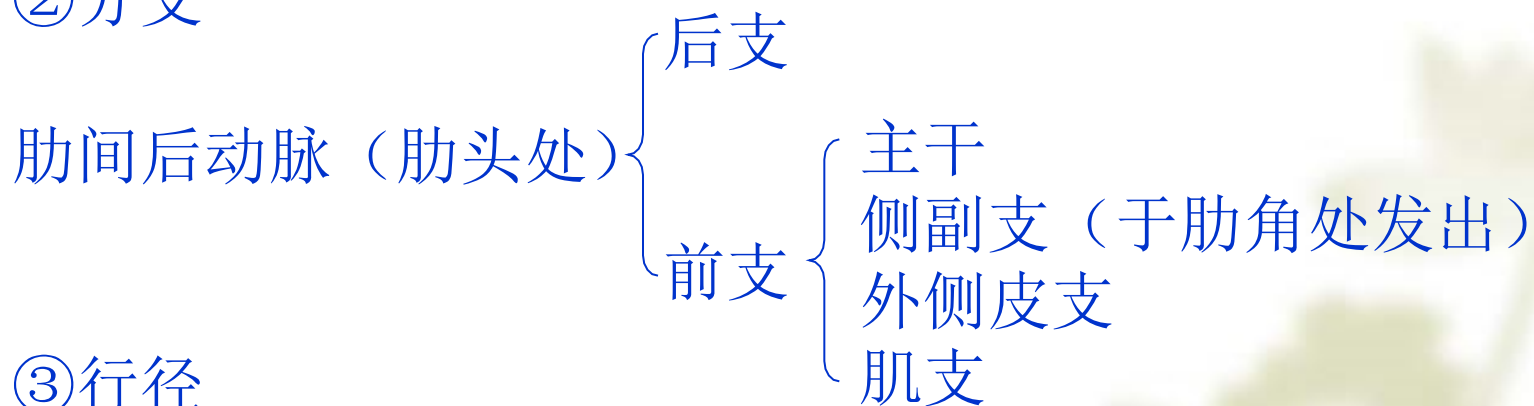 ②分支
后支
肋间后动脉（肋头处）
主干
侧副支（于肋角处发出）
前支
外侧皮支
肌支
③行径